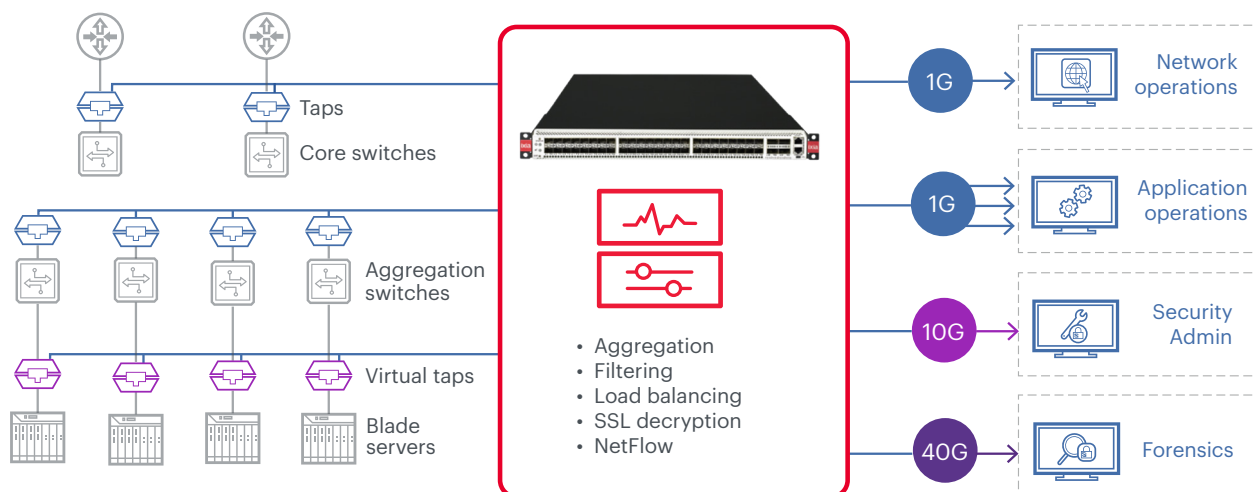 Taps
Core switches
Aggregation
switches
Virtual taps
Blade
servers
• Aggregation
• Filtering
• Load balancing
• SSL decryption
• NetFlow
1G
Network
operations
1G
Application
operations
10G
Security
Admin
40G
Forensics